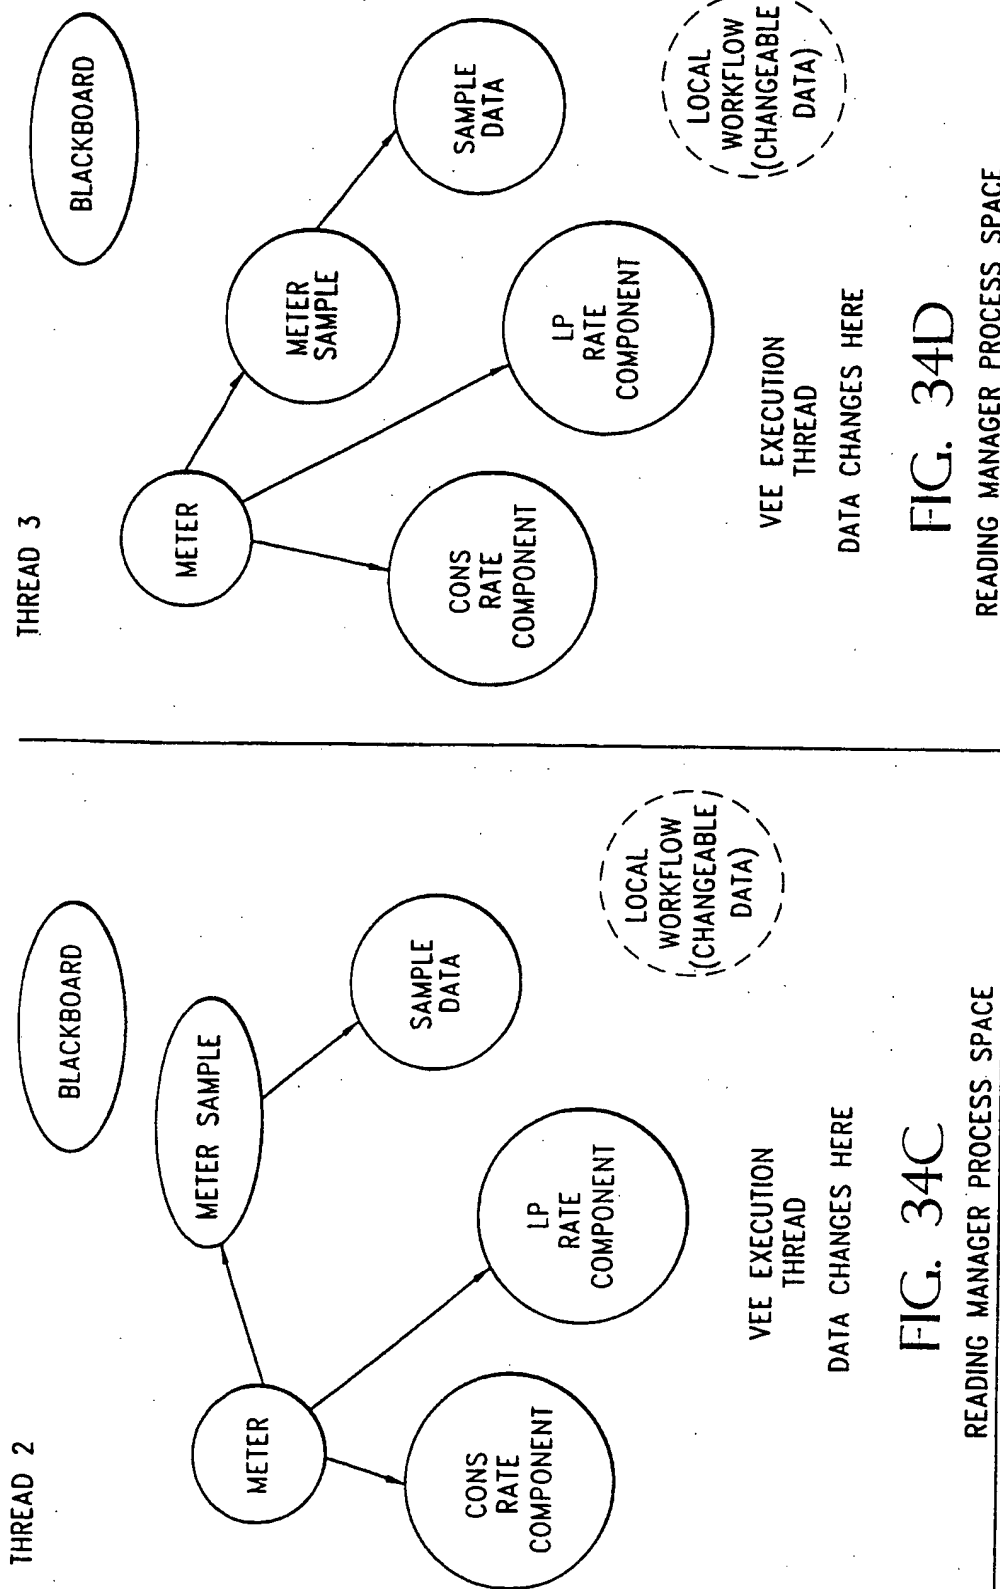 THREAD 2
BLACKBOARD
METER SAMPLE
METER
SAMPLE
DATA
CONS
RATE
COMPONENT
LP
RATE
COMPONENT
LOCAL
WORKFLOW
(CHANGEABLE
DATA)
VEE EXECUTION
THREAD
DATA CHANGES HERE
FIG. 34C
READING MANAGER PROCESS SPACE
THREAD 3
BLACKBOARD
METER
METER
SAMPLE
SAMPLE
DATA
CONS
RATE
COMPONENT
LP
RATE
COMPONENT
LOCAL
WORKFLOW
(CHANGEABLE
DATA)
VEE EXECUTION
THREAD
DATA CHANGES HERE
FIG. 34D
READING MANAGER PROCESS SPACE